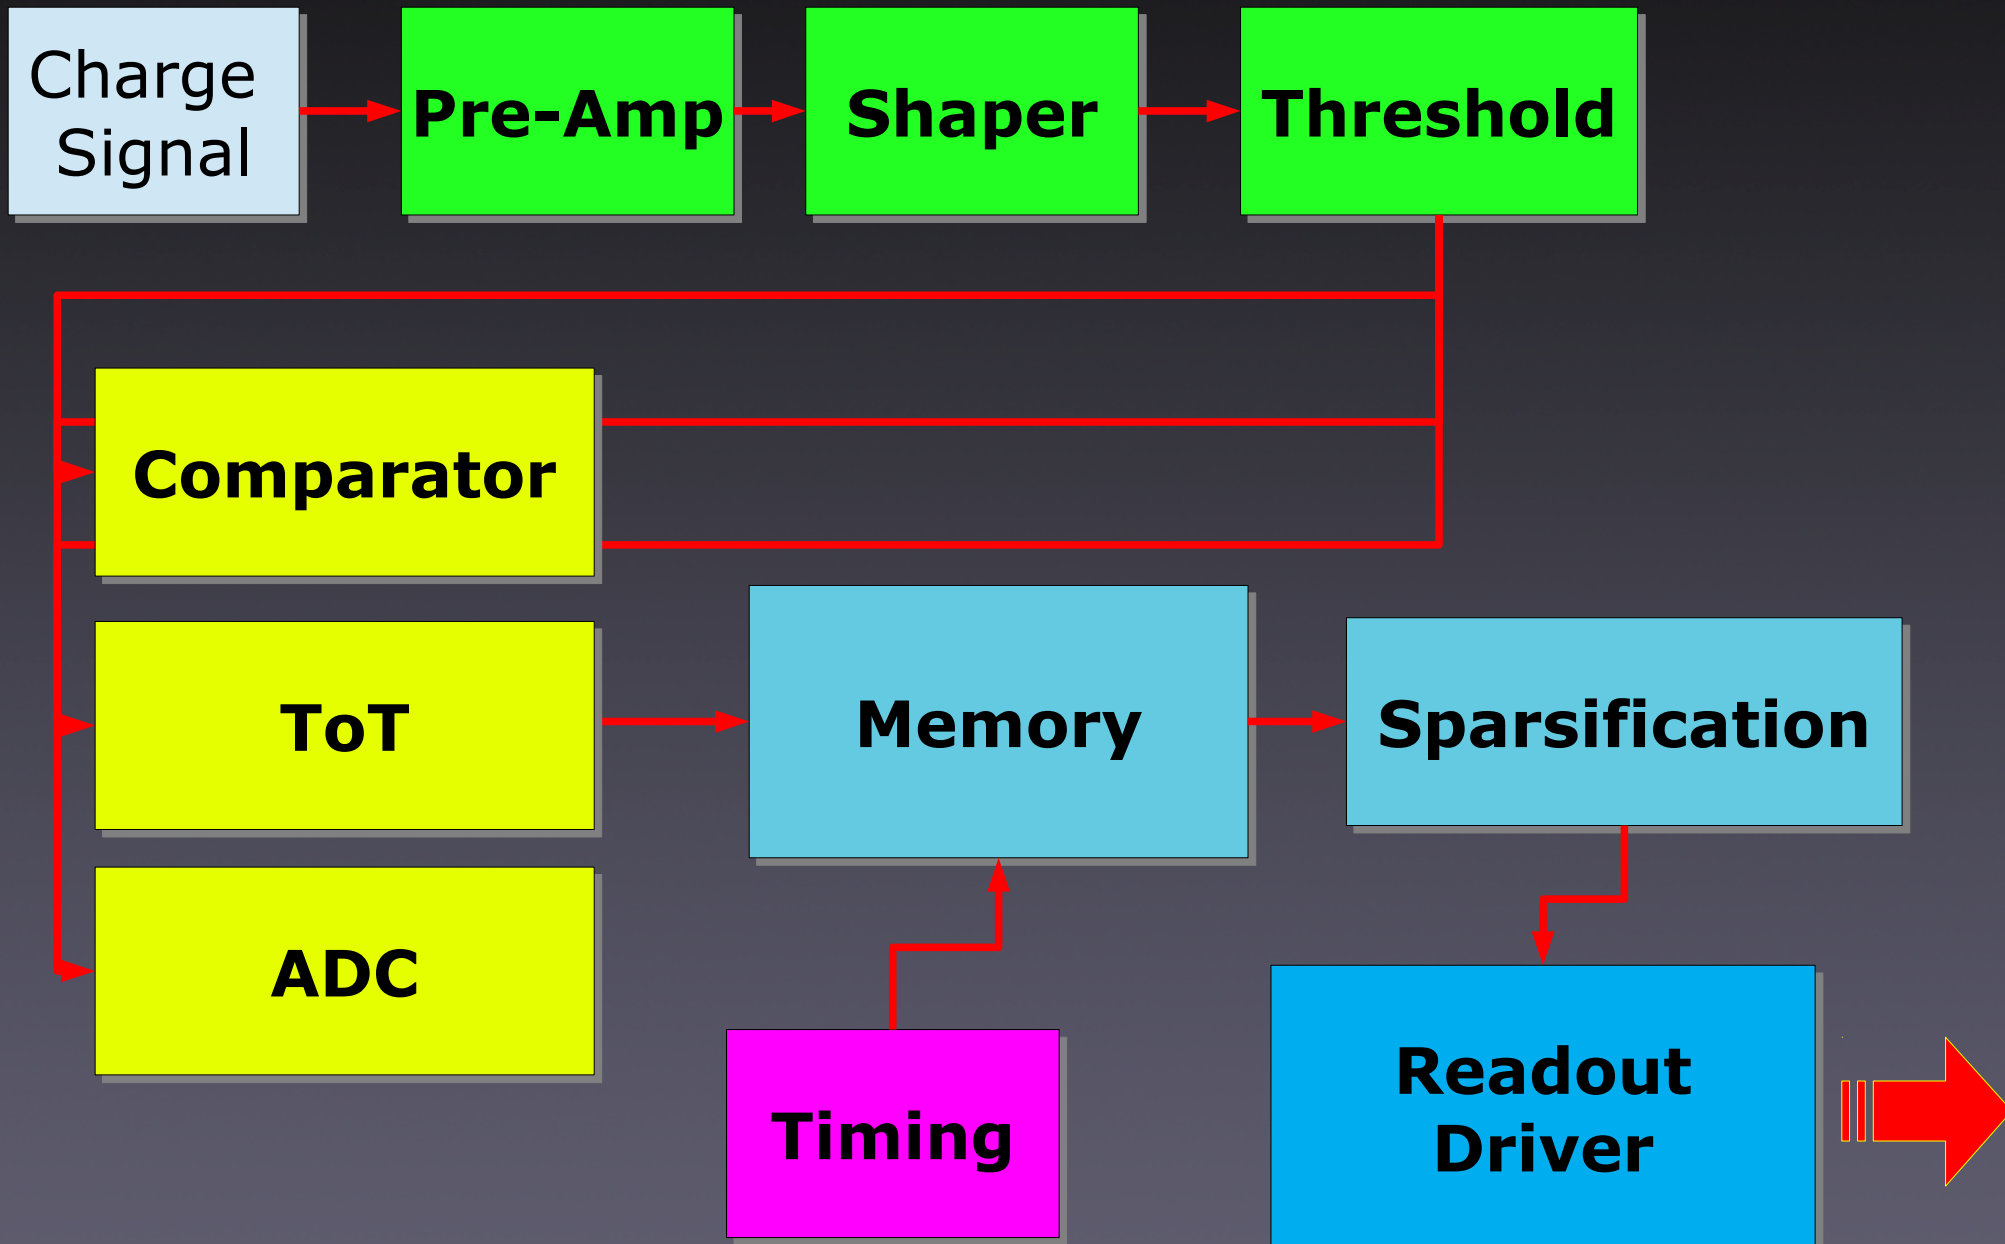 Charge
Signal
Pre-Amp
Shaper
Threshold
Comparator
ToT
Memory
Sparsification
ADC
Timing
Readout
Driver